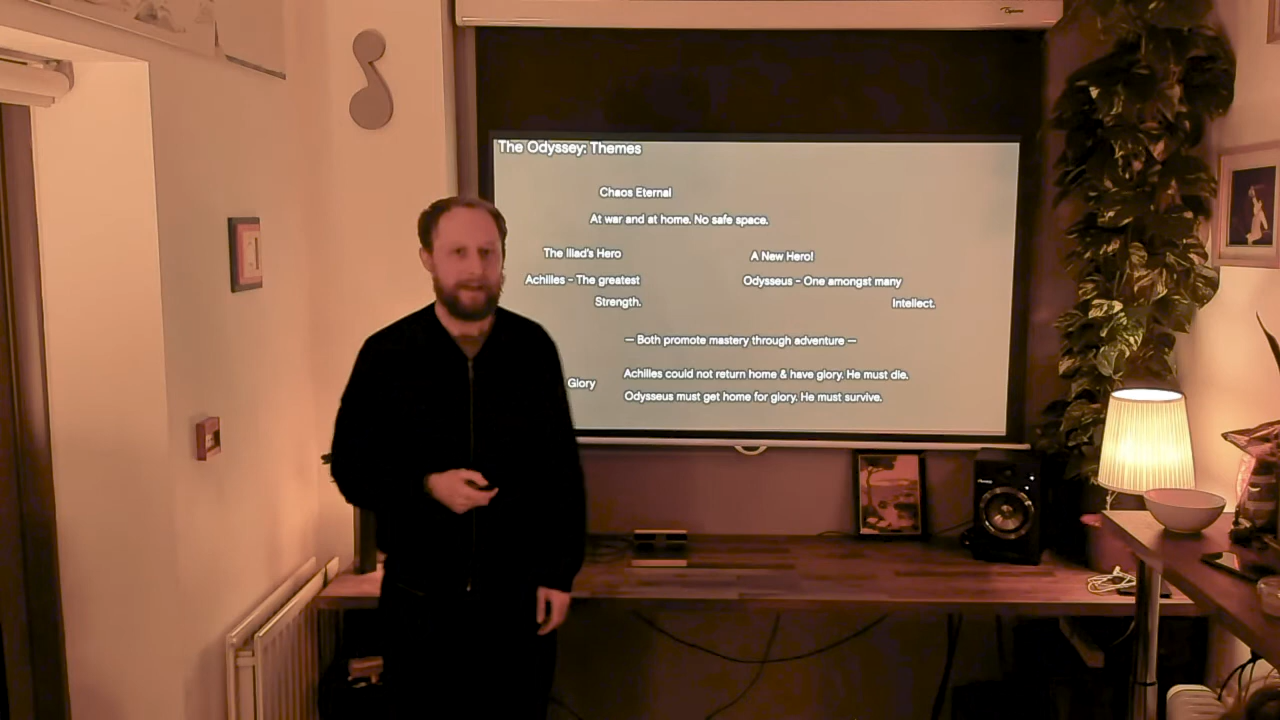 The Odyssey: Themes
Chaos Eternal
At war and at home. No safe space.
The Iliad's Hero
A New Hero!
Achilles - The greatest
Odysseus - One amongst many
Strength.
Intellect.
— Both promote mastery through adventure —
Glory
Achilles could not return home & have glory. He must die.
Odysseus must get home for glory. He must survive.